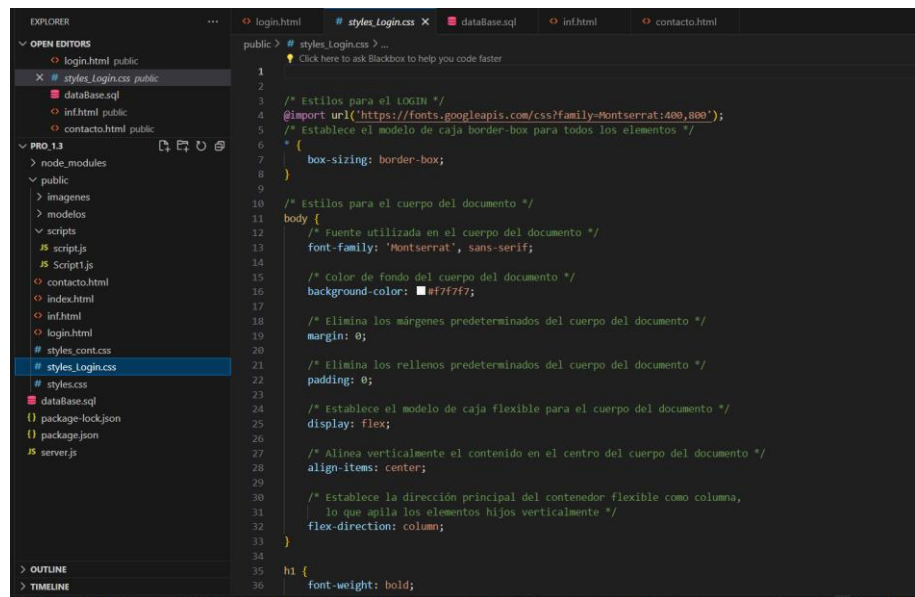 EXPLORER
OPEN EDITORS
login.html public
styles_Login.css public
dataBase.sql
inf.html public
contacto.html public
PRO_1.3
node_modules
public
imagenes
modelos
scripts
JS script.js
JS Script1.js
contacto.html
index.html
inf.html
login.html
# styles_cont.css
# styles_Login.css
# styles.css
dataBase.sql
{} package-lock.json
{} package.json
JS server.js
OUTLINE
TIMELINE
login.html # styles_Login.css dataBase.sql inf.html contacto.html
public > # styles_Login.css > ...
Click here to ask Blackbox to help you code faster
1
2
3 /* Estilos para el LOGIN */
4 @import url('https://fonts.googleapis.com/css?family=Montserrat:400,800');
5 /* Establece el modelo de caja border-box para todos los elementos */
6 * {
7 box-sizing: border-box;
8 }
9
10 /* Estilos para el cuerpo del documento */
11 body {
12 /* Fuente utilizada en el cuerpo del documento */
13 font-family: 'Montserrat', sans-serif;
14
15 /* Color de fondo del cuerpo del documento */
16 background-color: #f7f7f7;
17
18 /* Elimina los márgenes predeterminados del cuerpo del documento */
19 margin: 0;
20
21 /* Elimina los rellenos predeterminados del cuerpo del documento */
22 padding: 0;
23
24 /* Establece el modelo de caja flexible para el cuerpo del documento */
25 display: flex;
26
27 /* Alinea verticalmente el contenido en el centro del cuerpo del documento */
28 align-items: center;
29
30 /* Establece la dirección principal del contenedor flexible como columna,
31 lo que apila los elementos hijos verticalmente */
32 flex-direction: column;
33 }
34
35 h1 {
36 font-weight: bold;